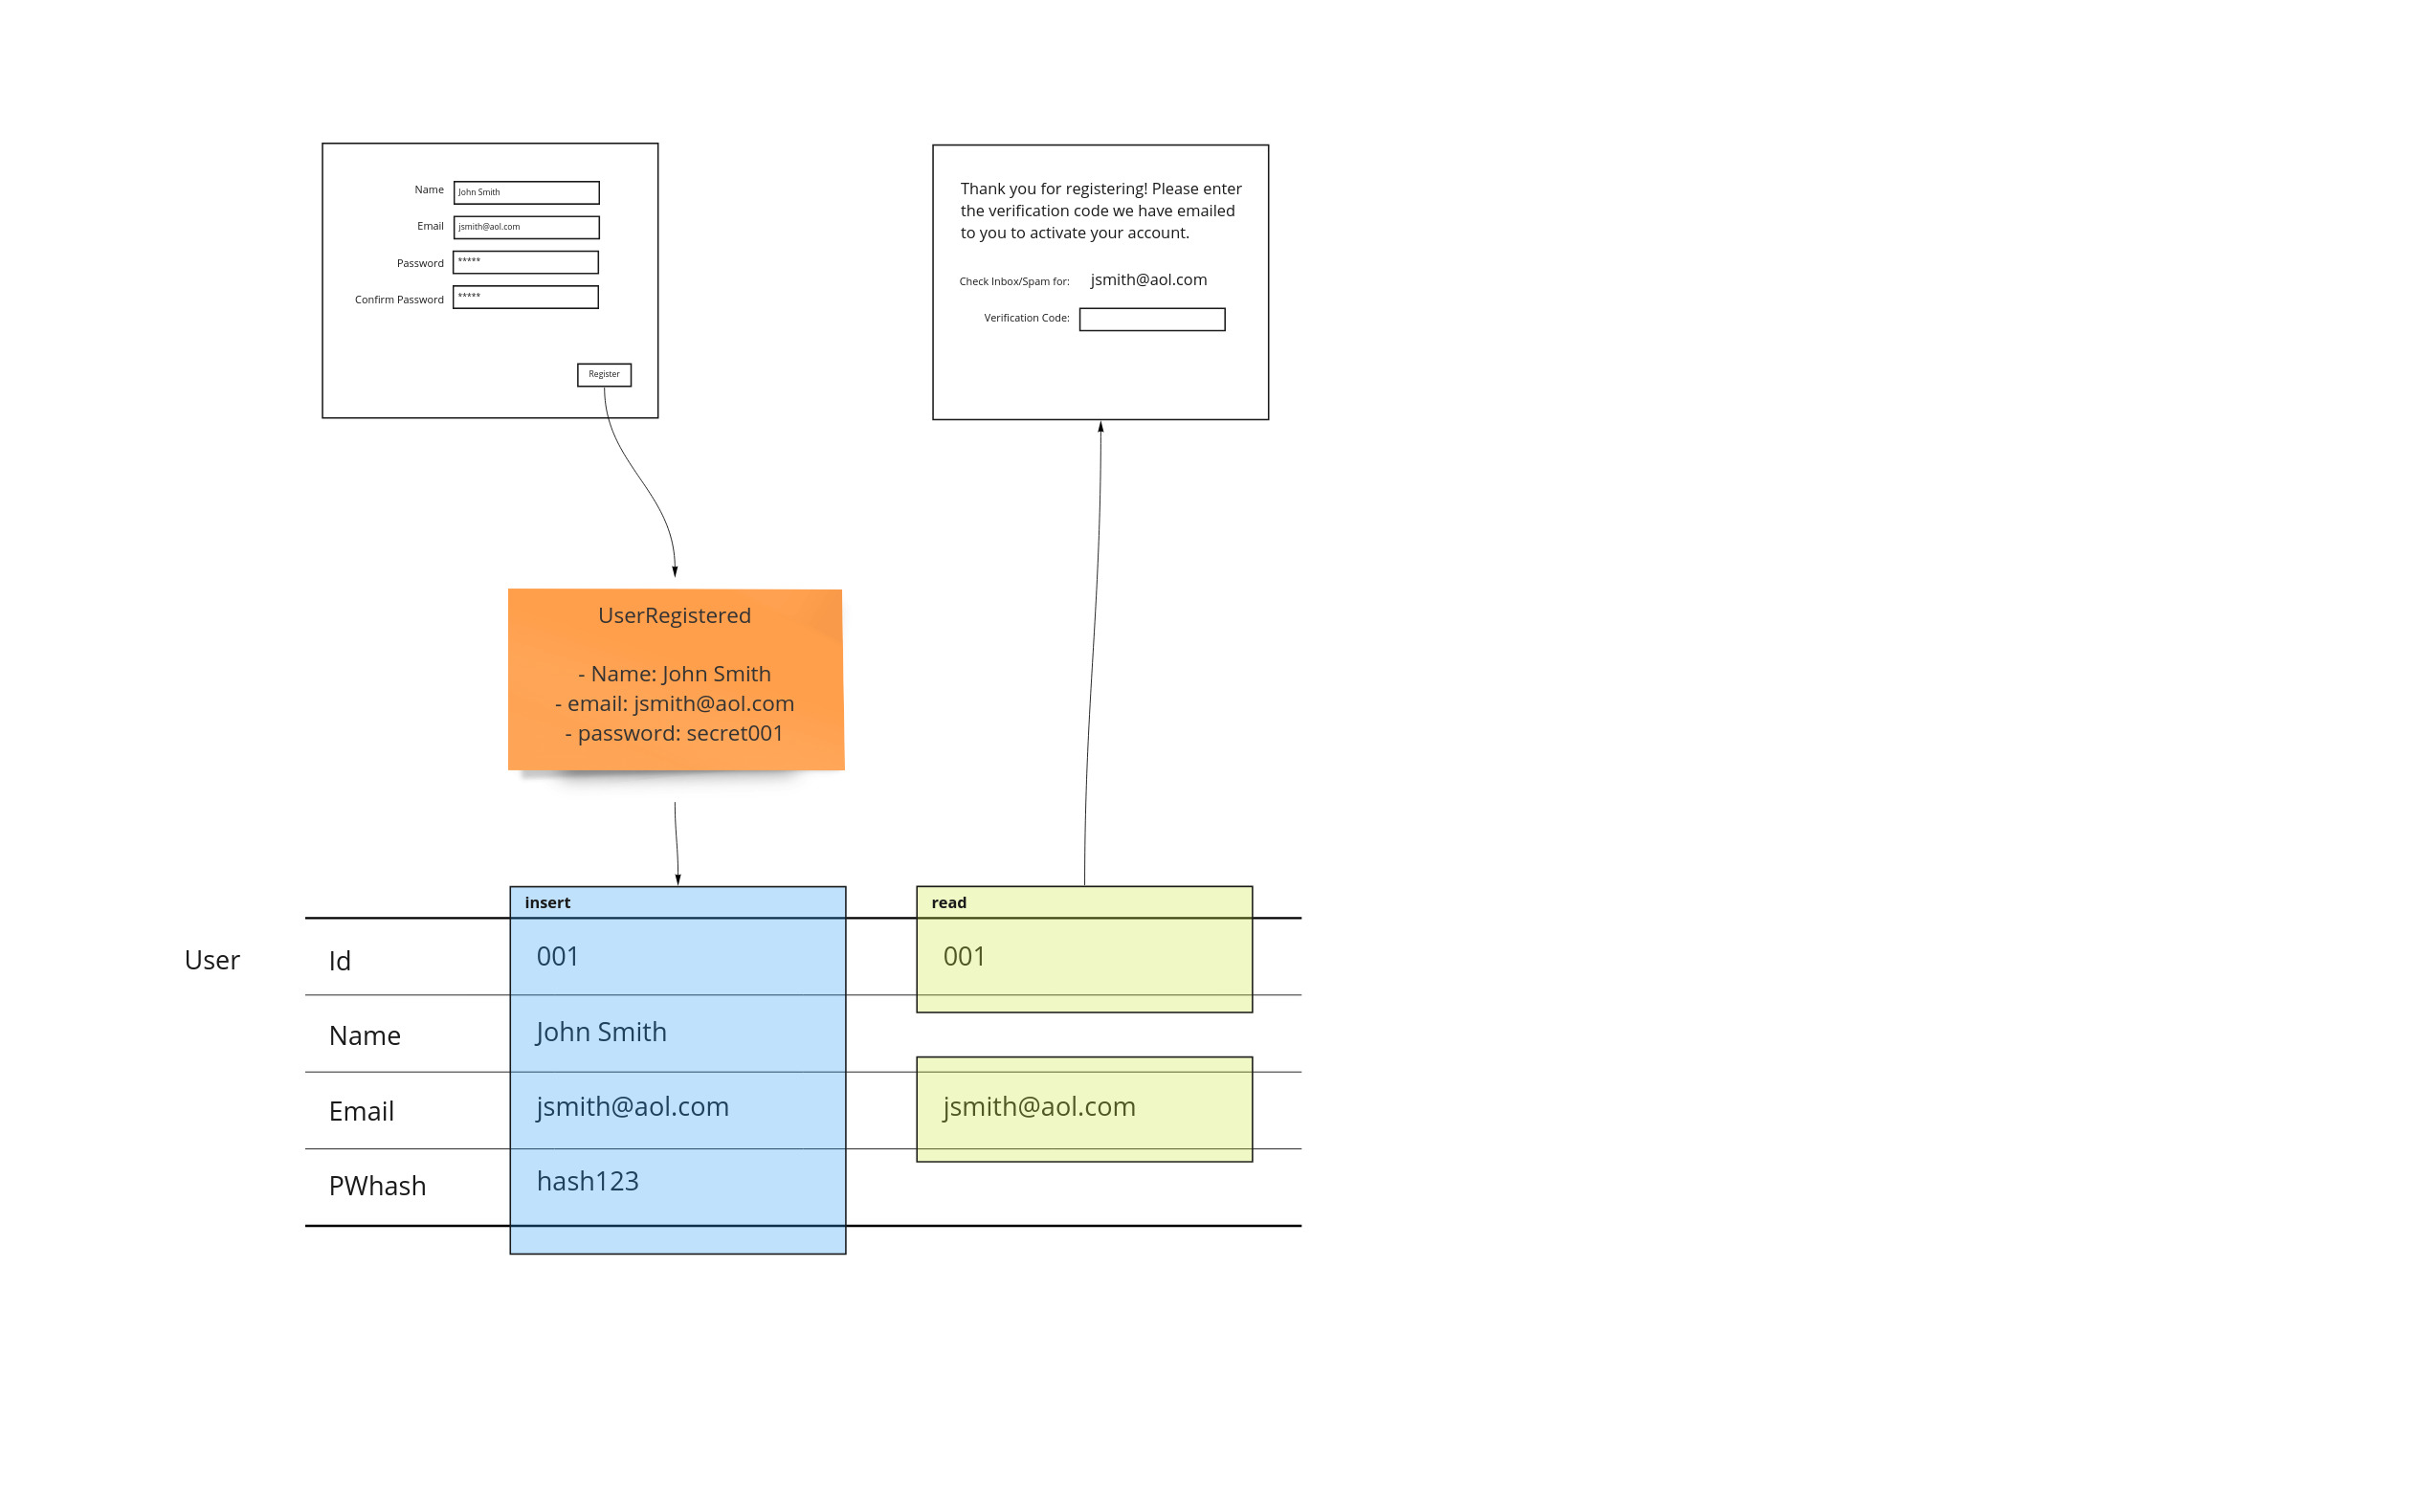 Name
John Smith
Email
jsmith@aol.com
Password
*****
Confirm Password
*****
Register
Thank you for registering! Please enter
the verification code we have emailed
to you to activate your account.
Check Inbox/Spam for:
jsmith@aol.com
Verification Code:
UserRegistered
- Name: John Smith
- email: jsmith@aol.com
- password: secret001
insert
read
User
Id
001
001
Name
John Smith
Email
jsmith@aol.com
jsmith@aol.com
PWhash
hash123